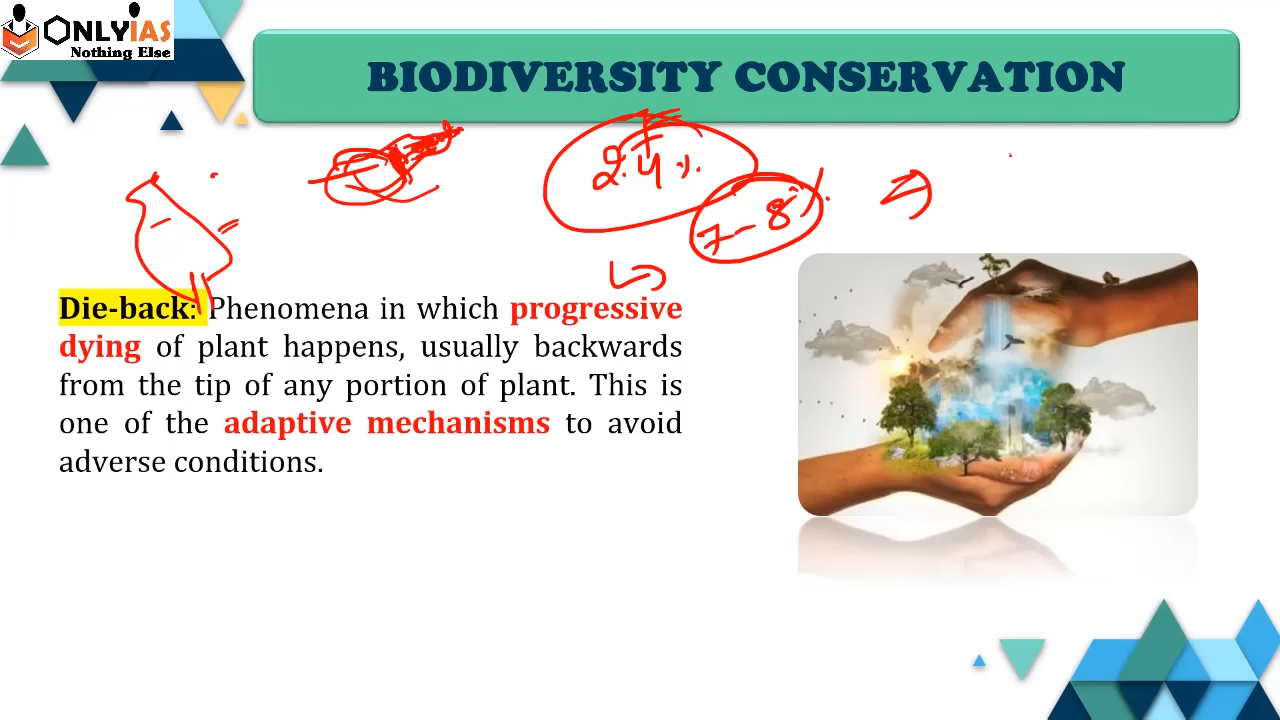 ONLYIAS
Nothing Else
BIODIVERSITY CONSERVATION
2.4 %.
7-8%.
Die-back: Phenomena in which progressive
dying of plant happens, usually backwards
from the tip of any portion of plant. This is
one of the adaptive mechanisms to avoid
adverse conditions.